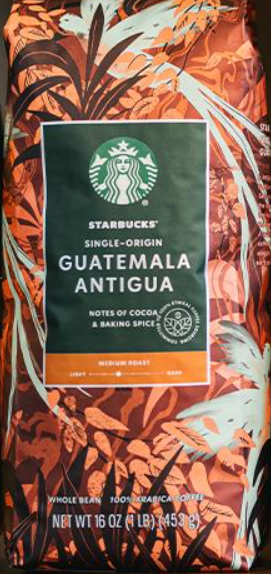 STARBUCKS®
SINGLE-ORIGIN
GUATEMALA
ANTIGUA
NOTES OF COCOA
& BAKING SPICE
MEDIUM ROAST
LIGHT DARK
WHOLE BEAN 100% ARABICA COFFEE
NET WT 16 OZ (1 LB) (453 g)